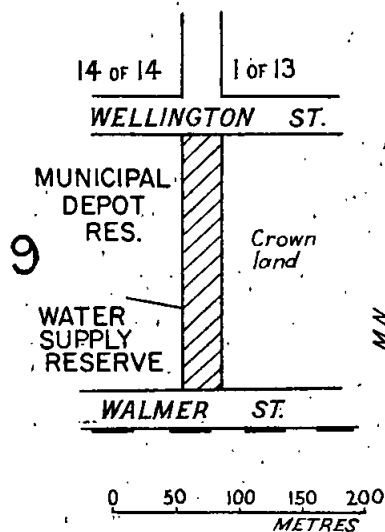 14 OF 14
1 OF 13
WELLINGTON ST.
MUNICIPAL
DEPOT
RES.
9
Crown
land
M N
WATER
SUPPLY
RESERVE
WALMER ST.
0 50 100 150 200
METRES